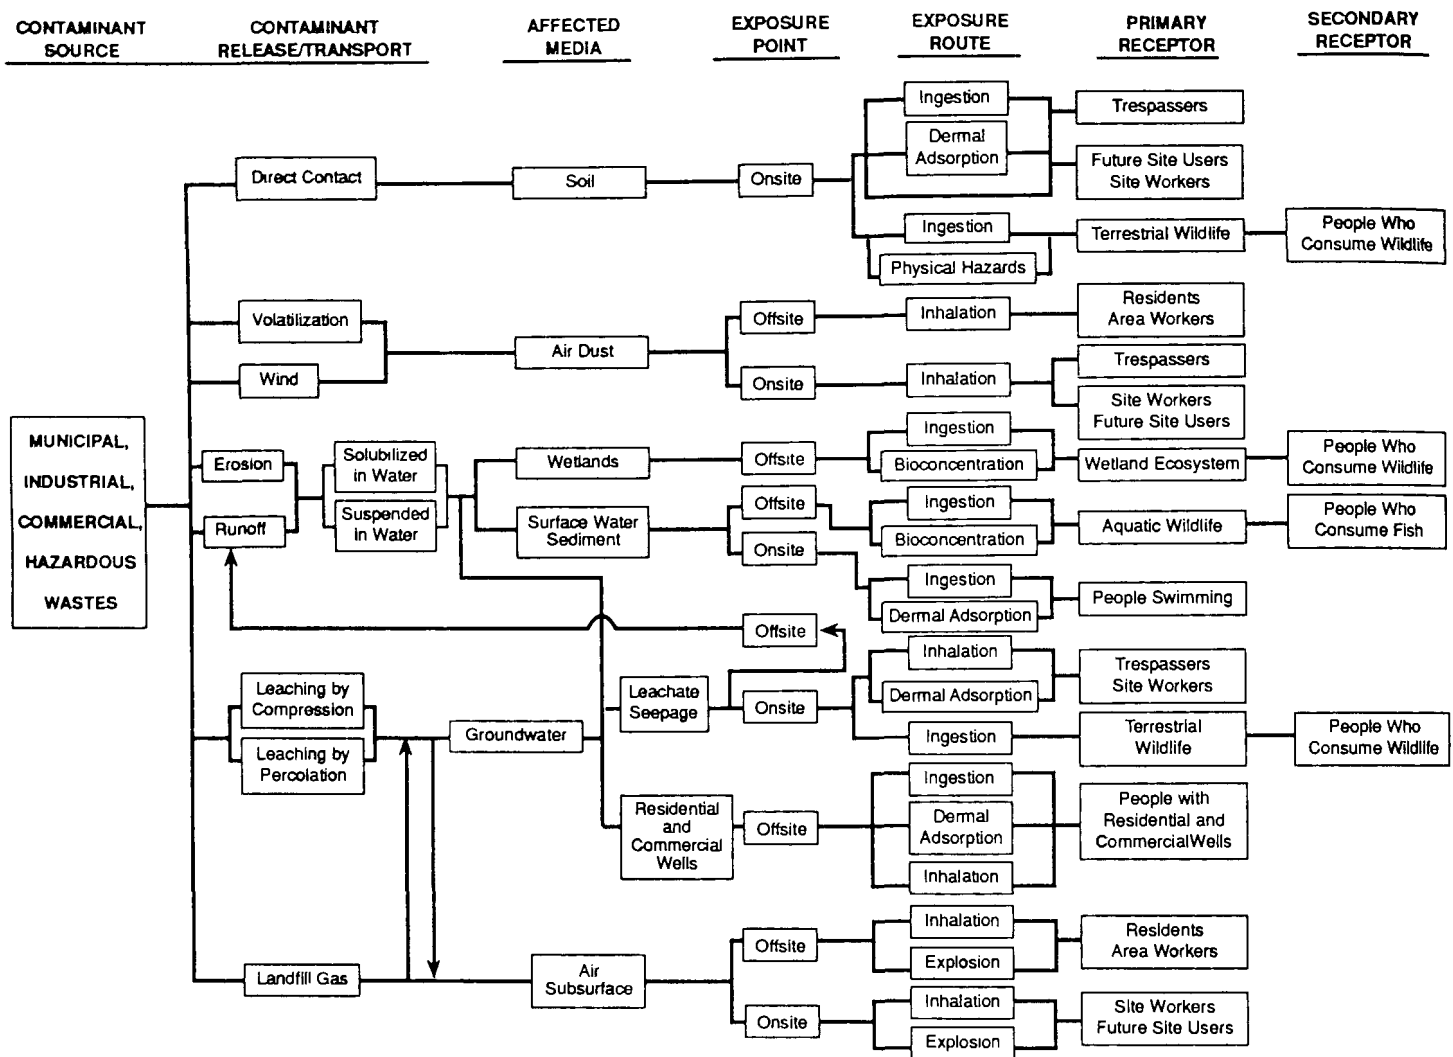 CONTAMINANT
SOURCE
CONTAMINANT
RELEASE/TRANSPORT
AFFECTED
MEDIA
EXPOSURE
POINT
EXPOSURE
ROUTE
PRIMARY
RECEPTOR
SECONDARY
RECEPTOR
MUNICIPAL,
INDUSTRIAL,
COMMERCIAL,
HAZARDOUS
WASTES
Direct Contact
Soil
Onsite
Ingestion
Dermal
Adsorption
Trespassers
Future Site Users
Site Workers
Ingestion
Physical Hazards
Terrestrial Wildlife
People Who
Consume Wildlife
Volatilization
Wind
Air Dust
Offsite
Inhalation
Residents
Area Workers
Onsite
Inhalation
Trespassers
Site Workers
Future Site Users
Erosion
Runoff
Solubilized
in Water
Suspended
in Water
Wetlands
Offsite
Ingestion
Bioconcentration
Wetland Ecosystem
People Who
Consume Wildlife
Surface Water
Sediment
Offsite
Ingestion
Bioconcentration
Aquatic Wildlife
People Who
Consume Fish
Onsite
Ingestion
Dermal Adsorption
People Swimming
Offsite
Leaching by
Compression
Leaching by
Percolation
Groundwater
Leachate
Seepage
Onsite
Inhalation
Dermal Adsorption
Trespassers
Site Workers
Ingestion
Terrestrial
Wildlife
People Who
Consume Wildlife
Residential
and
Commercial
Wells
Offsite
Ingestion
Dermal
Adsorption
Inhalation
People with
Residential and
CommercialWells
Landfill Gas
Air
Subsurface
Offsite
Inhalation
Explosion
Residents
Area Workers
Onsite
Inhalation
Explosion
Site Workers
Future Site Users